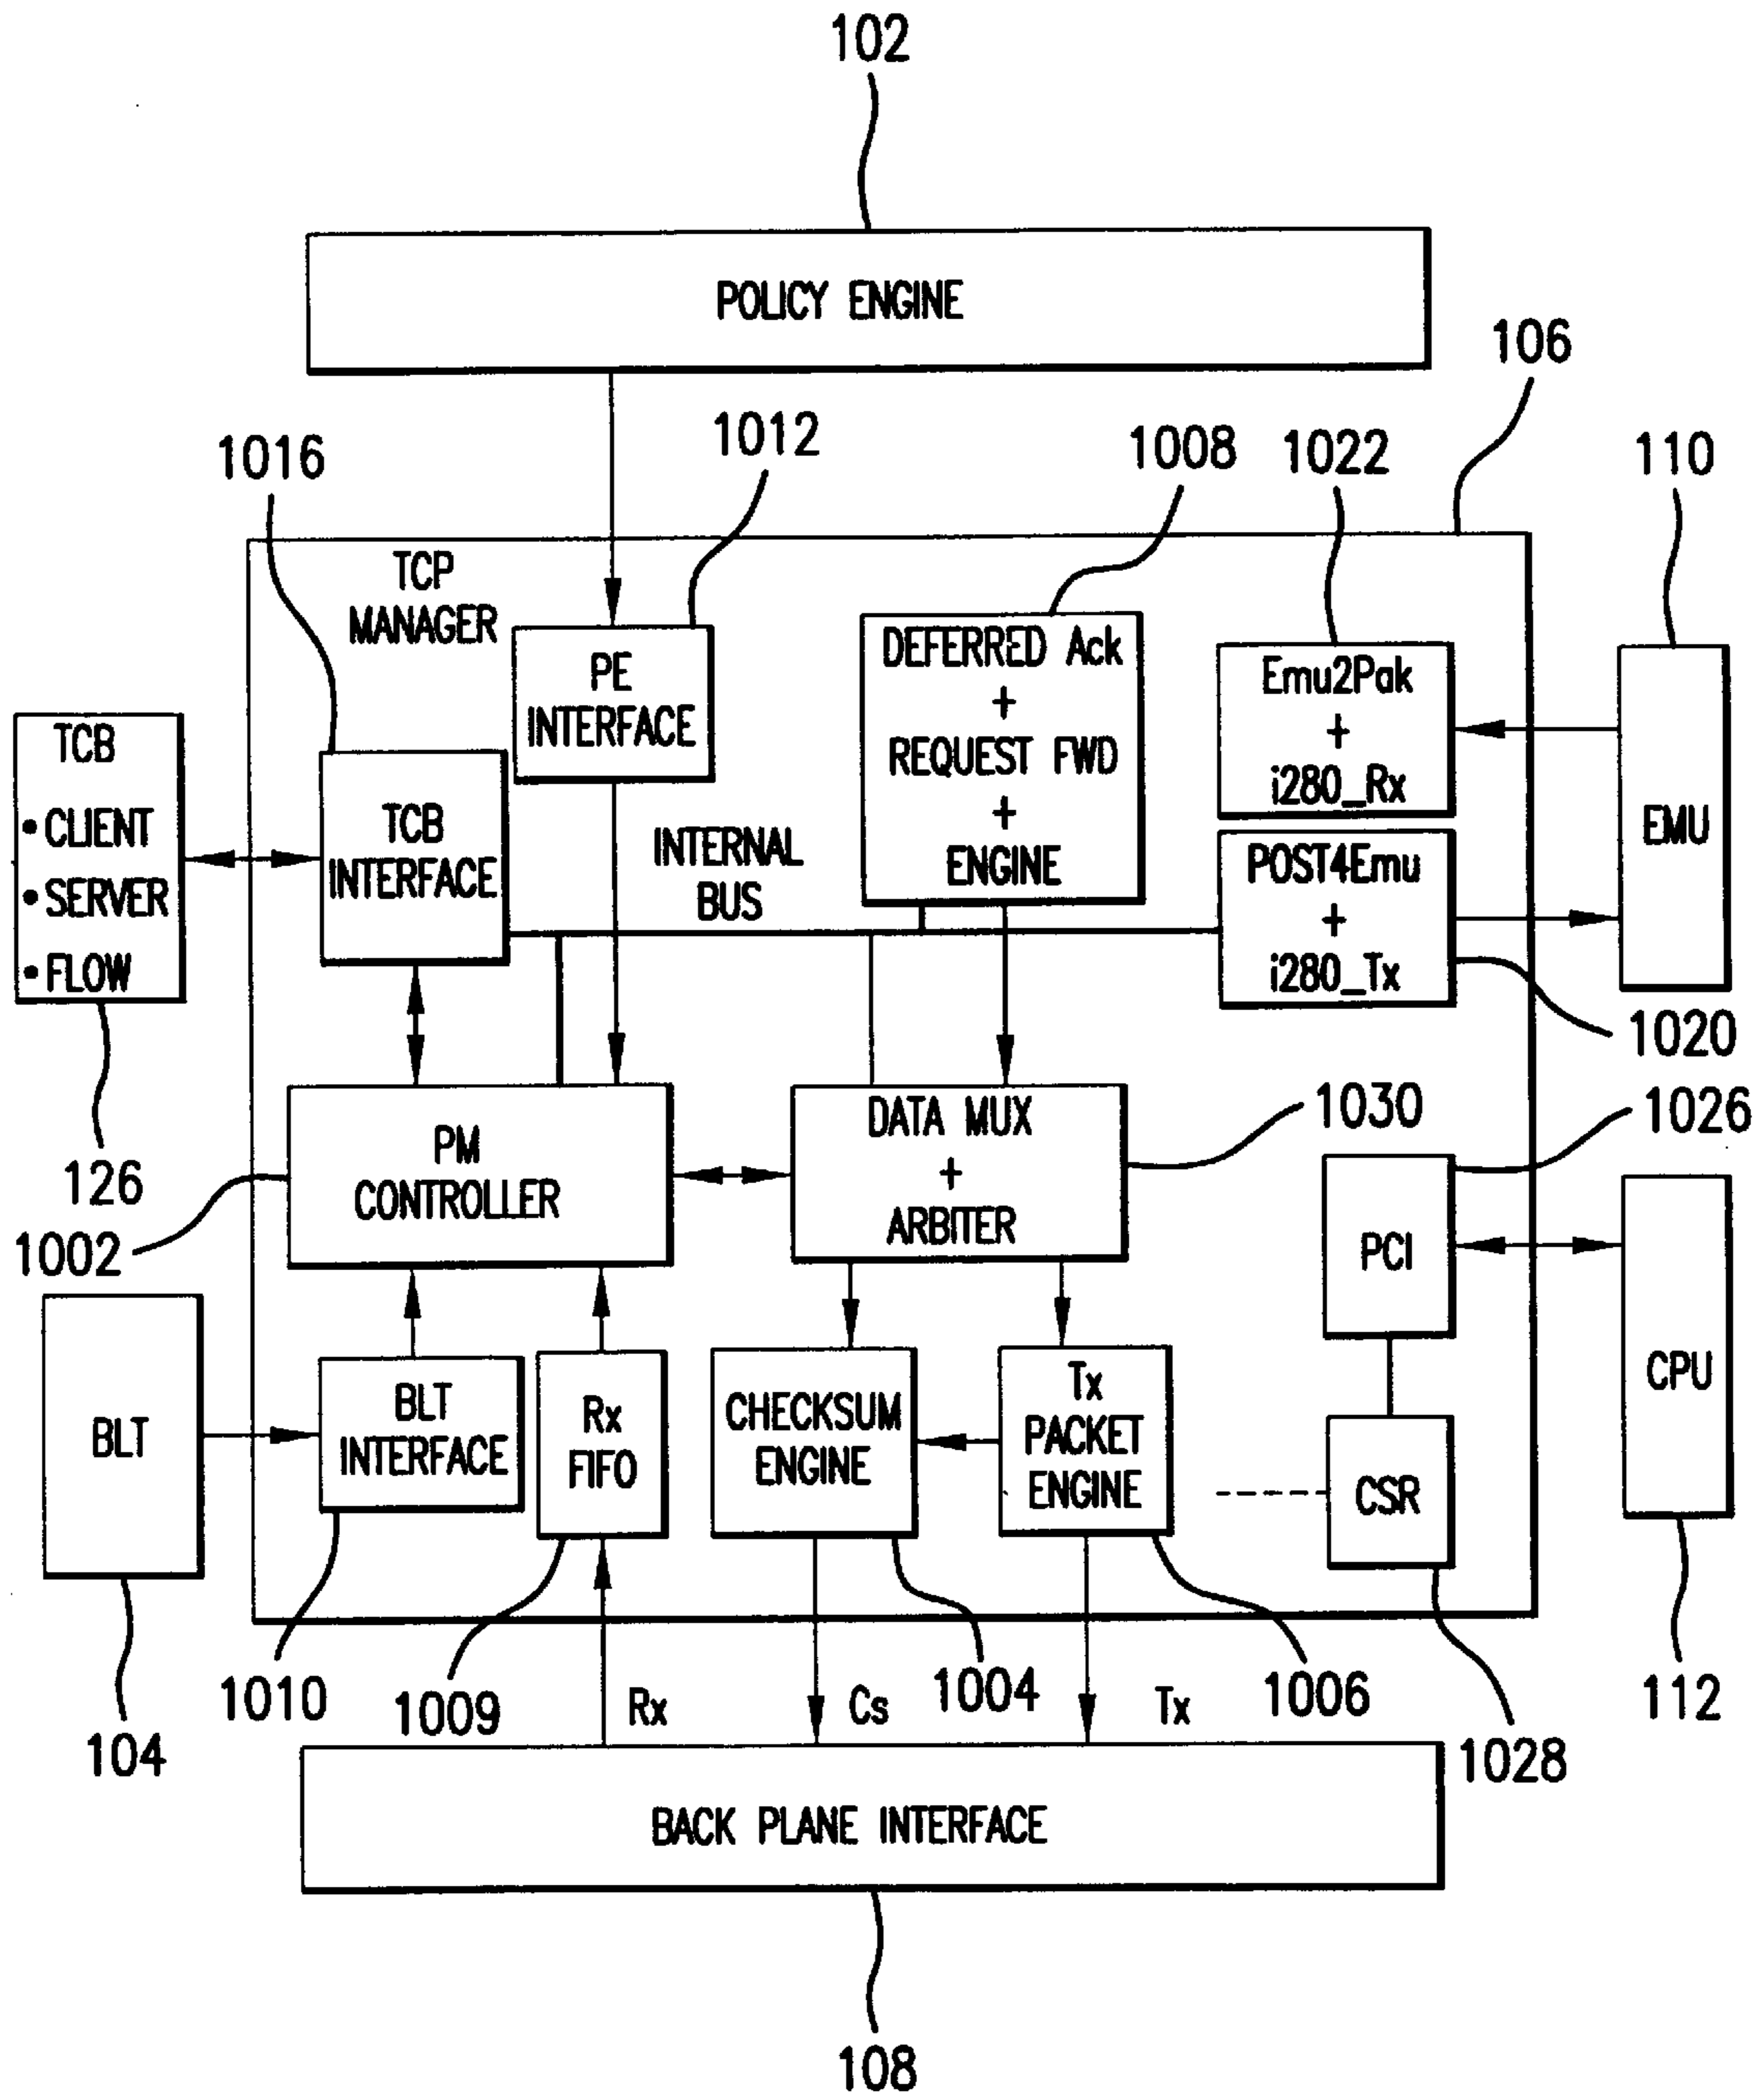 102
POLICY ENGINE
106
1016
1012
1008
1022
110
TCP
MANAGER
PE
INTERFACE
DEFERRED Ack
+
REQUEST FWD
+
ENGINE
Emu2Pak
+
i280_Rx
EMU
TCB
• CLIENT
• SERVER
• FLOW
TCB
INTERFACE
INTERNAL
BUS
POST4Emu
+
i280_Tx
1020
126
PM
CONTROLLER
1002
DATA MUX
+
ARBITER
1030
1026
PCI
CPU
BLT
BLT
INTERFACE
Rx
FIFO
CHECKSUM
ENGINE
Tx
PACKET
ENGINE
CSR
104
1010
1009
Rx
Cs
1004
Tx
1006
1028
112
BACK PLANE INTERFACE
108